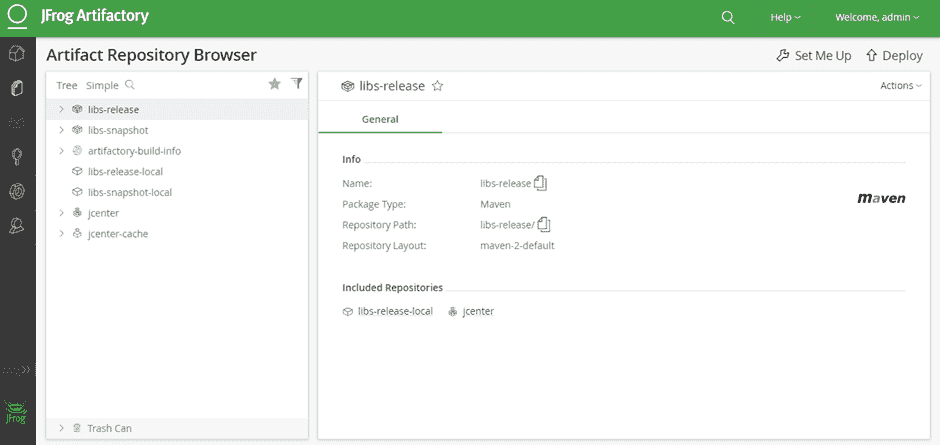 JFrog Artifactory
Help
Welcome, admin
Artifact Repository Browser
Set Me Up
Deploy
Tree Simple
libs-release
libs-snapshot
artifactory-build-info
libs-release-local
libs-snapshot-local
jcenter
jcenter-cache
Trash Can
JFrog
libs-release
Actions
General
Info
Name: libs-release
Package Type: Maven
Repository Path: libs-release/
Repository Layout: maven-2-default
maven
Included Repositories
libs-release-local jcenter